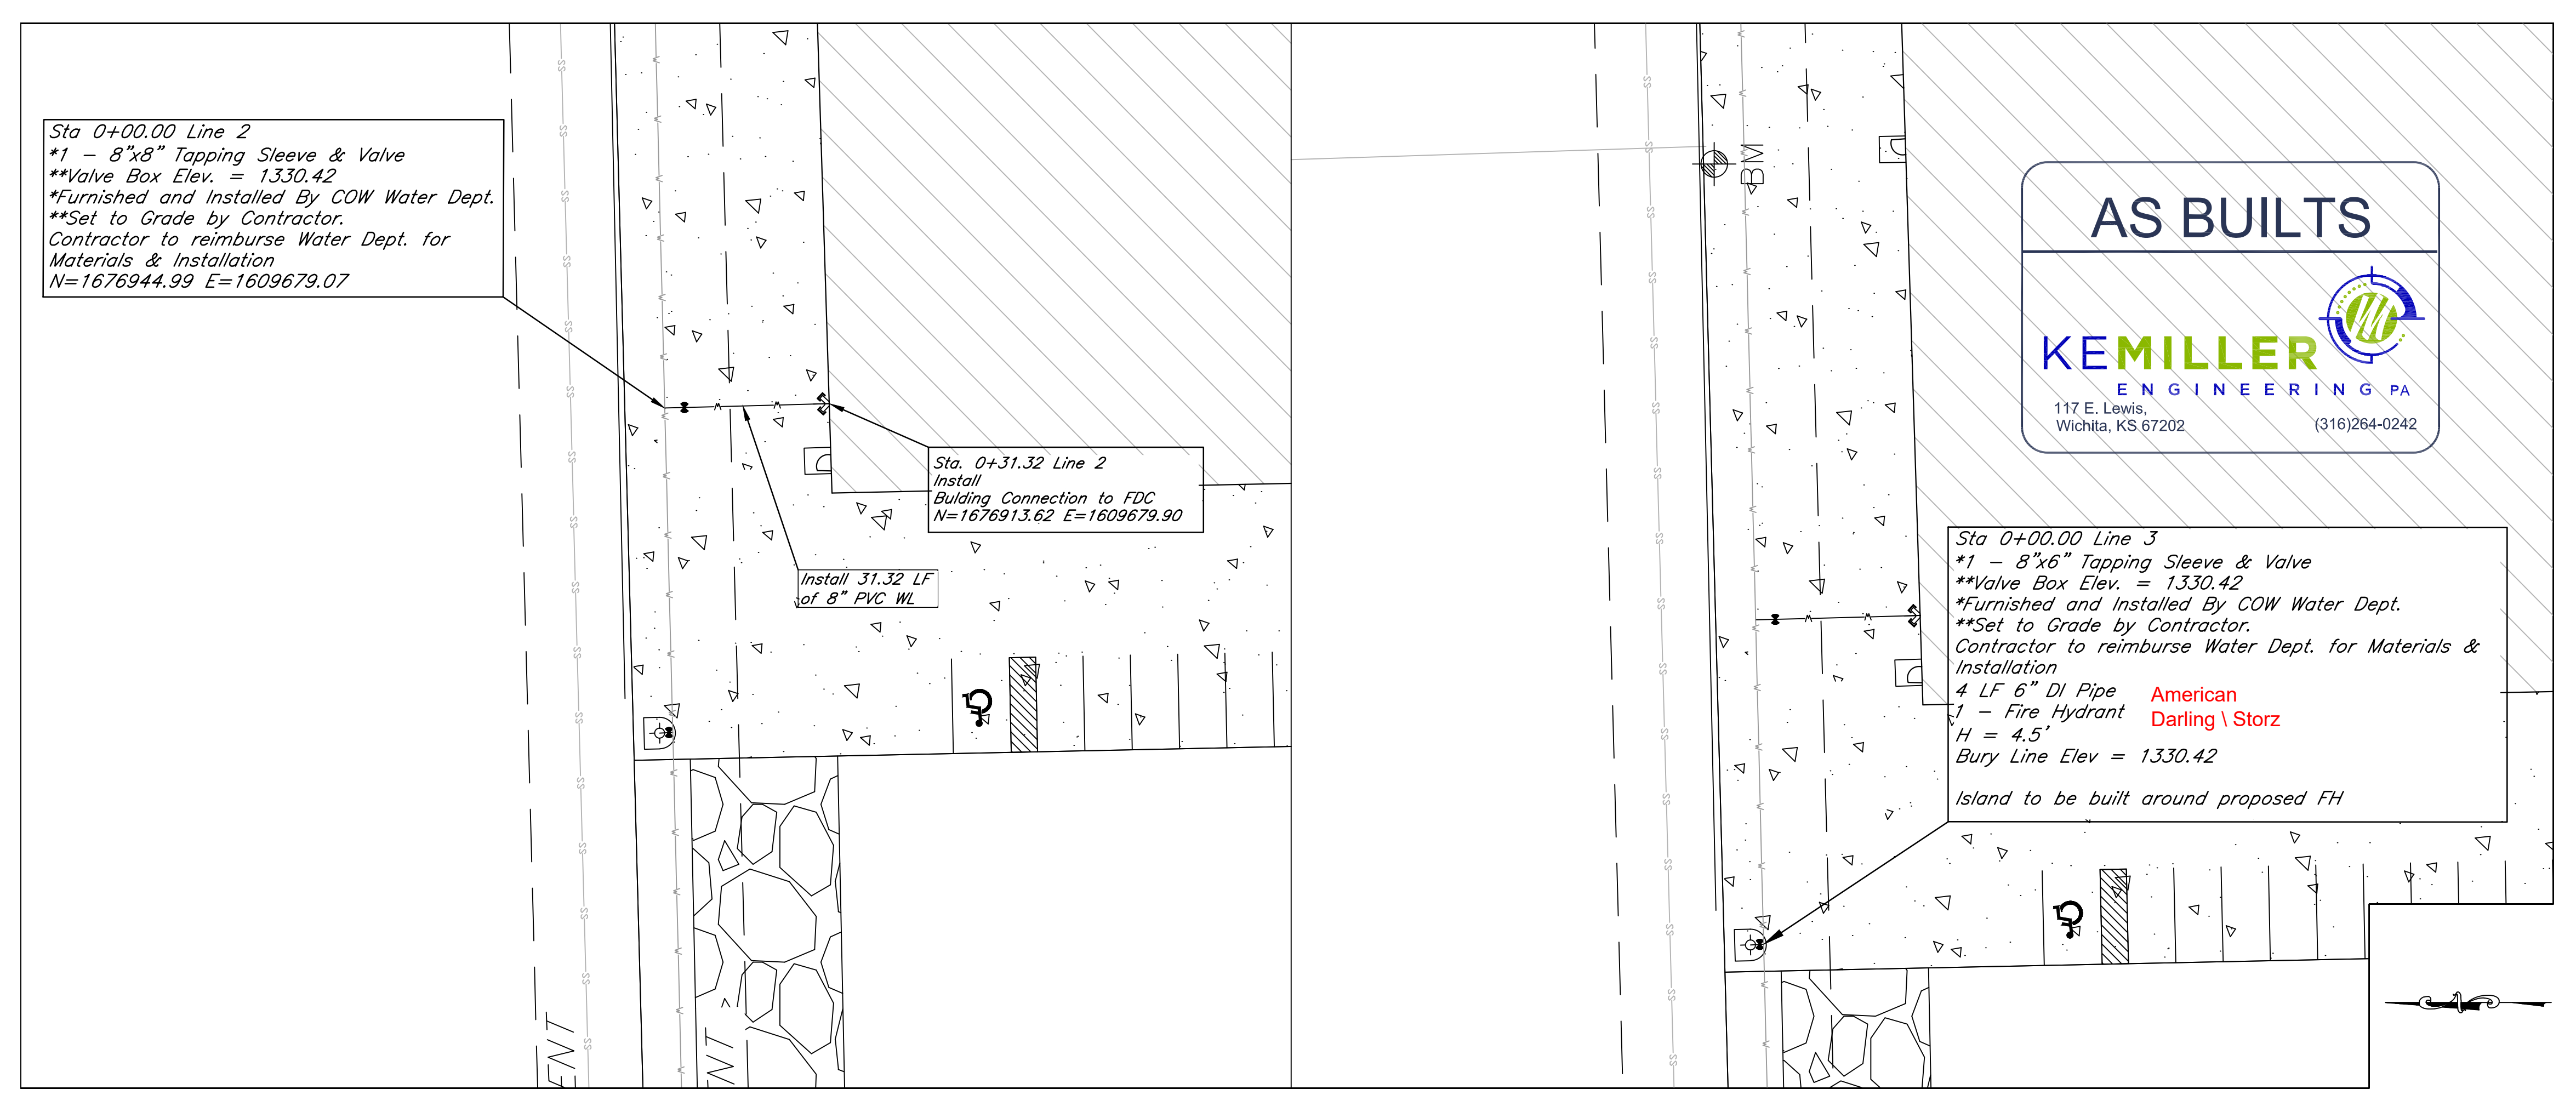 Sta 0+00.00 Line 2
*1 - 8"x8" Tapping Sleeve & Valve
**Valve Box Elev. = 1330.42
*Furnished and Installed By COW Water Dept.
**Set to Grade by Contractor.
Contractor to reimburse Water Dept. for
Materials & Installation
N=1676944.99 E=1609679.07
Sta. 0+31.32 Line 2
Install
Bulding Connection to FDC
N=1676913.62 E=1609679.90
Install 31.32 LF
of 8" PVC WL
ENT
NT
BM
AS BUILTS
KEMILLER
ENGINEERING PA
117 E. Lewis,
Wichita, KS 67202
(316)264-0242
Sta 0+00.00 Line 3
*1 - 8"x6" Tapping Sleeve & Valve
**Valve Box Elev. = 1330.42
*Furnished and Installed By COW Water Dept.
**Set to Grade by Contractor.
Contractor to reimburse Water Dept. for Materials &
Installation
4 LF 6" DI Pipe
1 - Fire Hydrant
American
Darling \ Storz
H = 4.5'
Bury Line Elev = 1330.42
Island to be built around proposed FH